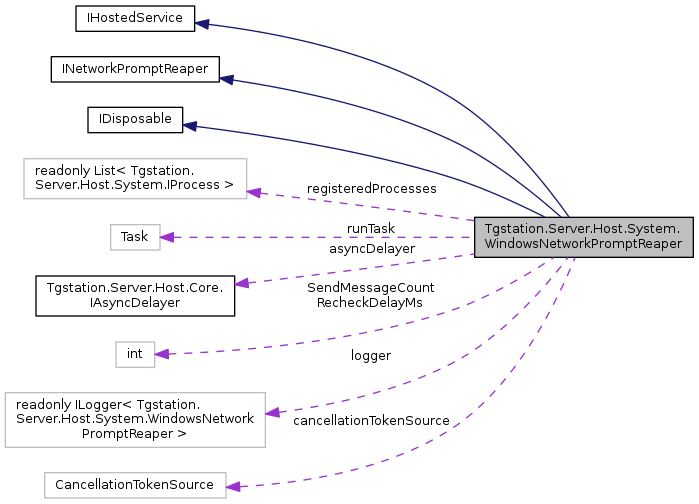 IHostedService
INetworkPromptReaper
IDisposable
readonly List< Tgstation.
Server.Host.System.IProcess >
registeredProcesses
Tgstation.Server.Host.System.
WindowsNetworkPromptReaper
Task
runTask
asyncDelayer
Tgstation.Server.Host.Core.
IAsyncDelayer
SendMessageCount
RecheckDelayMs
int
logger
readonly ILogger< Tgstation.
Server.Host.System.WindowsNetwork
PromptReaper >
cancellationTokenSource
CancellationTokenSource